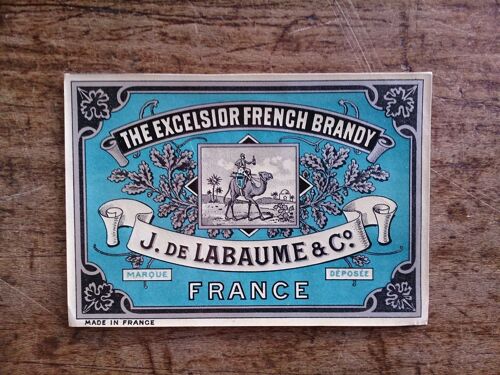 THE EXCELSIOR FRENCH BRANDY
J. DE LABAUME & Co.
MARQUE DÉPOSÉE
FRANCE
MADE IN FRANCE